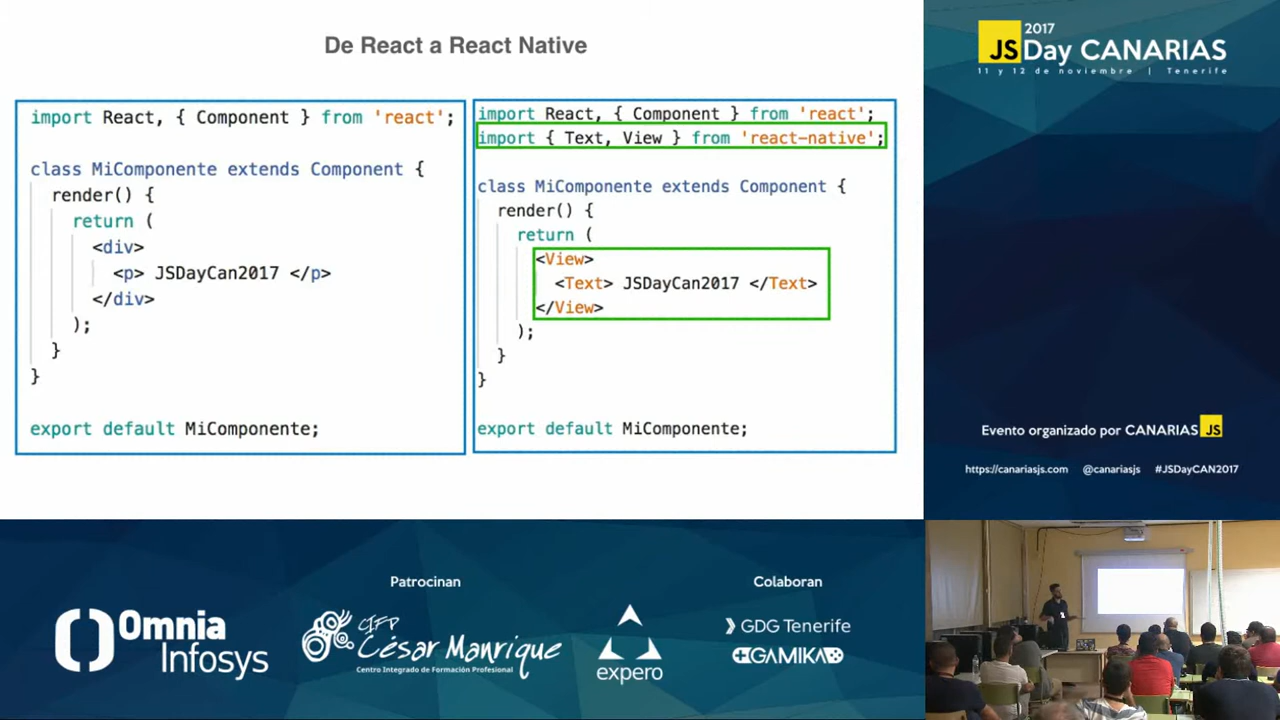 De React a React Native
import React, { Component } from 'react';
class MiComponente extends Component {
render() {
return (
<div>
<p> JSDayCan2017 </p>
</div>
);
}
}
export default MiComponente;
import React, { Component } from 'react';
import { Text, View } from 'react-native';
class MiComponente extends Component {
render() {
return (
<View>
<Text> JSDayCan2017 </Text>
</View>
);
}
}
export default MiComponente;
2017
JSDay CANARIAS
11 y 12 de noviembre | Tenerife
Evento organizado por CANARIAS JS
https://canariasjs.com @canariasjs #JSDayCAN2017
Patrocinan
Omnia
Infosys
CIFP
César Manrique
Centro Integrado de Formación Profesional
expero
Colaboran
GDG Tenerife
GAMIKA